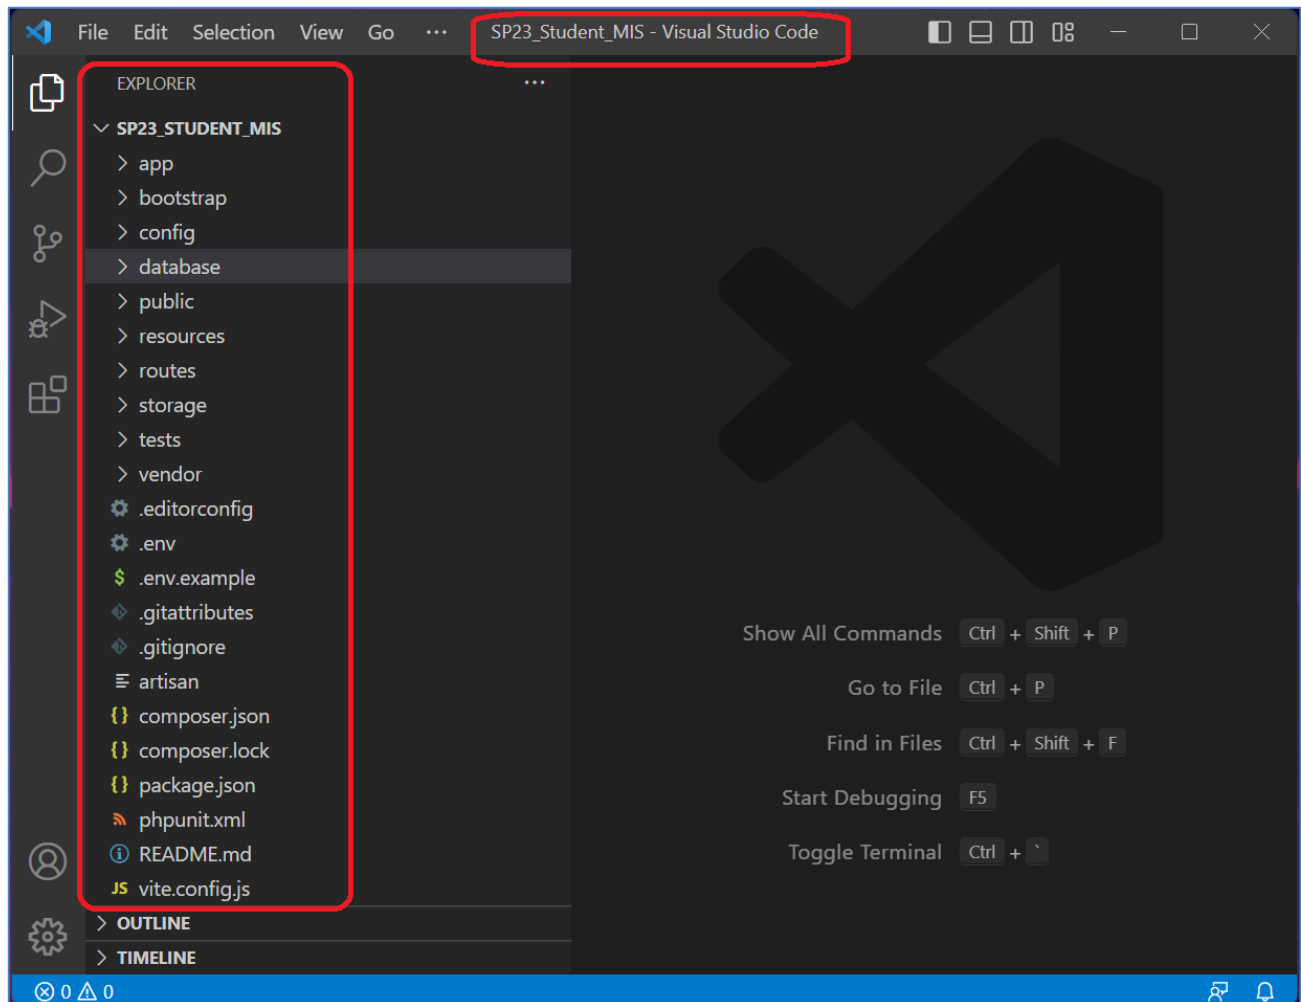 File Edit Selection View Go ··· SP23_Student_MIS - Visual Studio Code
EXPLORER ···
SP23_STUDENT_MIS
app
bootstrap
config
database
public
resources
routes
storage
tests
vendor
.editorconfig
.env
$ .env.example
.gitattributes
.gitignore
artisan
{} composer.json
{} composer.lock
{} package.json
phpunit.xml
README.md
JS vite.config.js
OUTLINE
TIMELINE
Show All Commands Ctrl + Shift + P
Go to File Ctrl + P
Find in Files Ctrl + Shift + F
Start Debugging F5
Toggle Terminal Ctrl + `
0 0